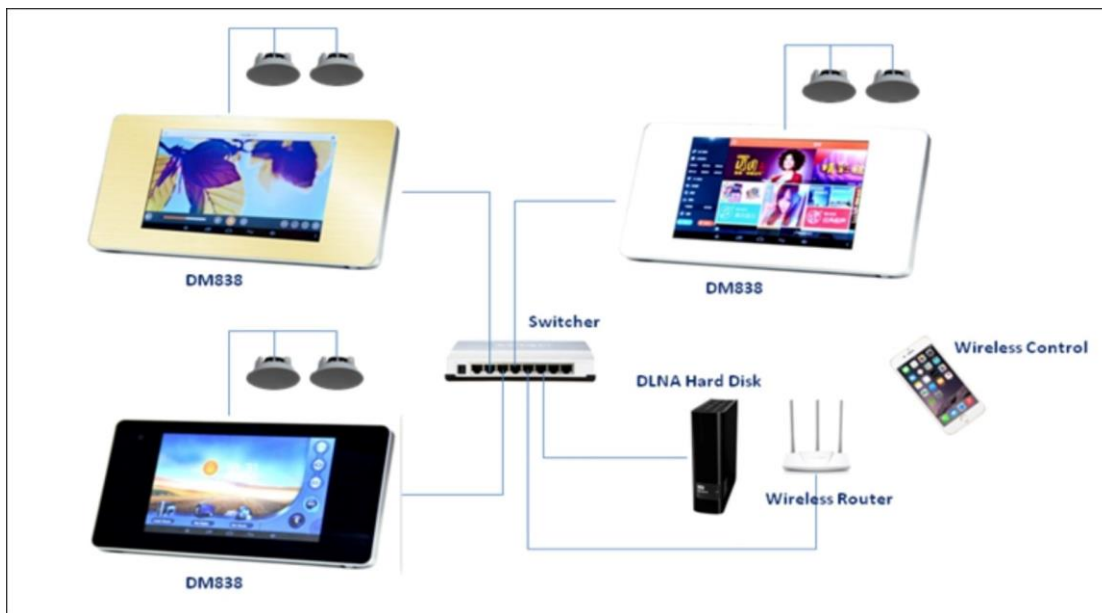 DM838
DM838
Switcher
Wireless Control
DLNA Hard Disk
Wireless Router
DM838